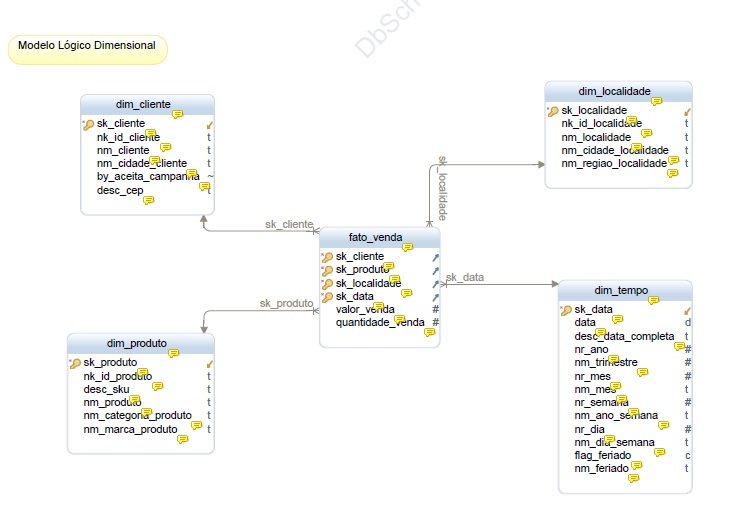 DbSch
Modelo Lógico Dimensional
dim_cliente
sk_cliente
nk_id_cliente t
nm_cliente t
nm_cidade_cliente t
by_aceita_campanha ~
desc_cep t
dim_localidade
sk_localidade
nk_id_localidade t
nm_localidade t
nm_cidade_localidade t
nm_regiao_localidade t
sk_localidade
sk_cliente
fato_venda
sk_cliente
sk_produto
sk_localidade
sk_data
valor_venda #
quantidade_venda #
sk_data
sk_produto
dim_produto
sk_produto
nk_id_produto t
desc_sku t
nm_produto t
nm_categoria_produto t
nm_marca_produto t
dim_tempo
sk_data
data d
desc_data_completa t
nr_ano #
nm_trimestre #
nr_mes #
nm_mes t
nr_semana #
nm_ano_semana t
nr_dia #
nm_dia_semana t
flag_feriado c
nm_feriado t